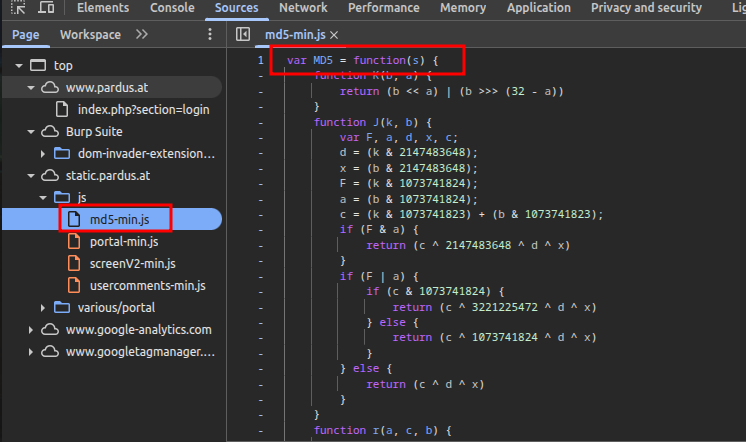 Elements Console Sources Network Performance Memory Application Privacy and security
Page Workspace md5-min.js
top
www.pardus.at
index.php?section=login
Burp Suite
dom-invader-extension...
static.pardus.at
js
md5-min.js
portal-min.js
screenV2-min.js
usercomments-min.js
various/portal
www.google-analytics.com
www.googletagmanager....
1 var MD5 = function(s) {
- function K(b, a) {
- return (b << a) | (b >>> (32 - a))
- }
- function J(k, b) {
- var F, a, d, x, c;
- d = (k & 2147483648);
- x = (b & 2147483648);
- F = (k & 1073741824);
- a = (b & 1073741824);
- c = (k & 1073741823) + (b & 1073741823);
- if (F & a) {
- return (c ^ 2147483648 ^ d ^ x)
- }
- if (F | a) {
- if (c & 1073741824) {
- return (c ^ 3221225472 ^ d ^ x)
- } else {
- return (c ^ 1073741824 ^ d ^ x)
- }
- } else {
- return (c ^ d ^ x)
- }
- }
- function r(a, c, b) {